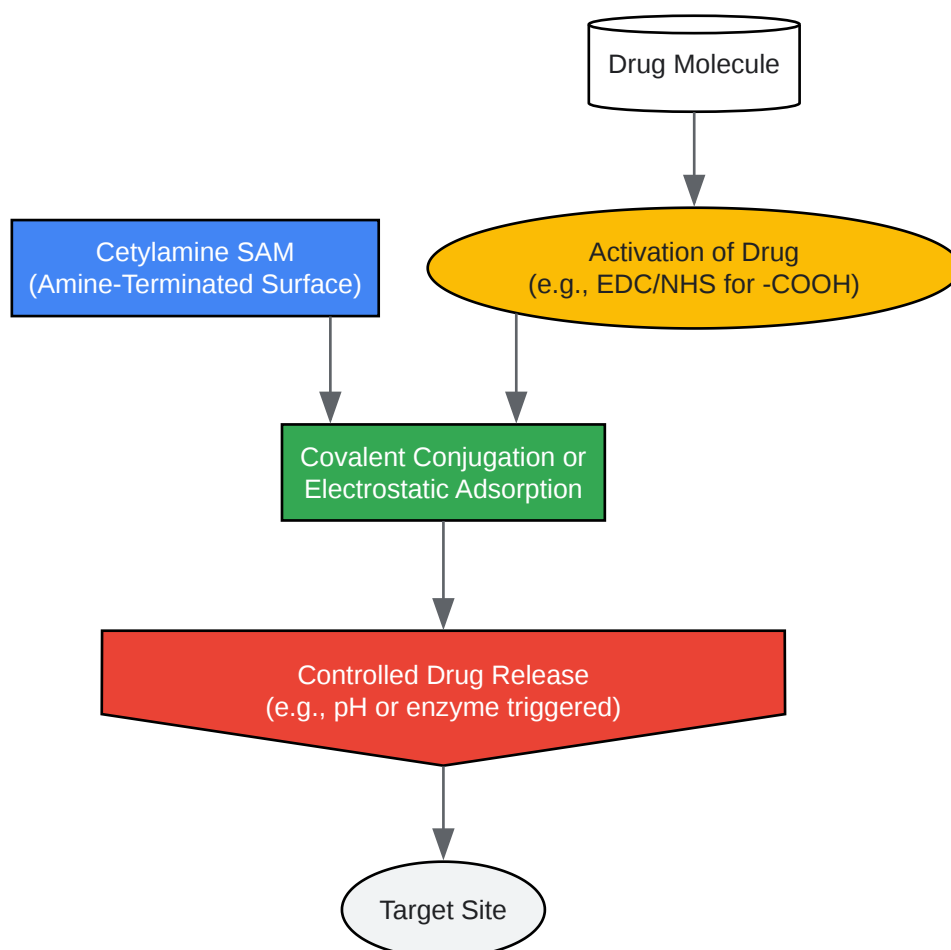 Drug Molecule
Cetylamine SAM
(Amine-Terminated Surface)
Activation of Drug
(e.g., EDC/NHS for -COOH)
Covalent Conjugation or
Electrostatic Adsorption
Controlled Drug Release
(e.g., pH or enzyme triggered)
Target Site